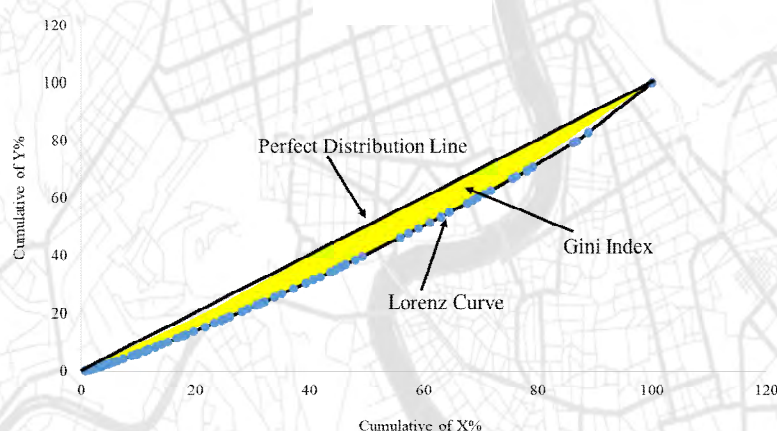 120
100
80
60
40
20
0
Cumulative of Y%
Perfect Distribution Line
Gini Index
Lorenz Curve
0 20 40 60 80 100 120
Cumulative of X%